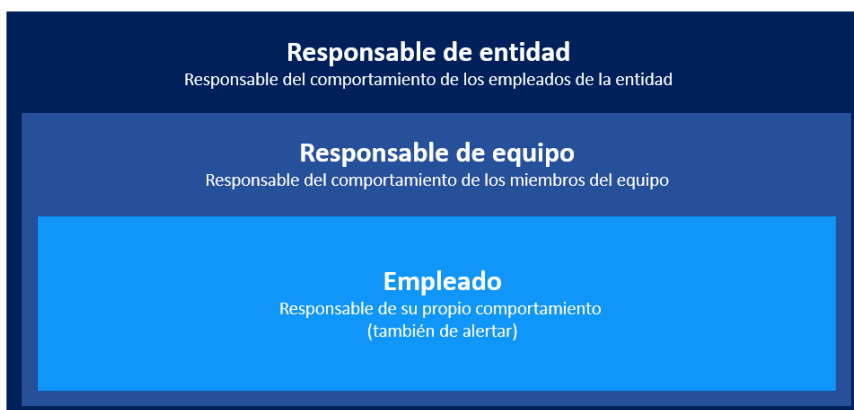 Responsable de entidad
Responsable del comportamiento de los empleados de la entidad
Responsable de equipo
Responsable del comportamiento de los miembros del equipo
Empleado
Responsable de su propio comportamiento
(también de alertar)